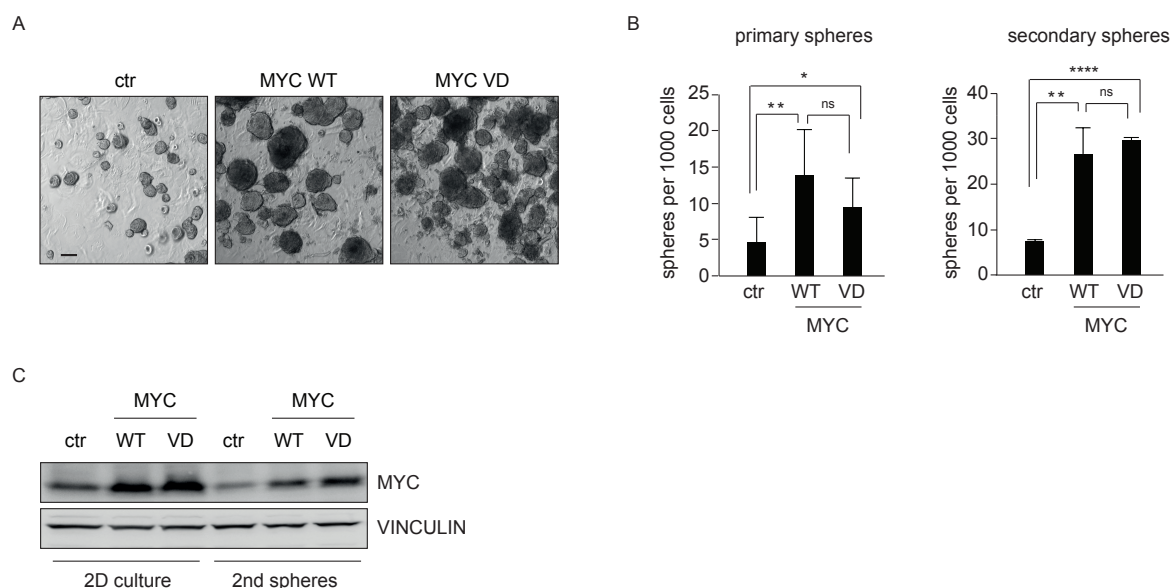 A
ctr MYC WT MYC VD
B
primary spheres
spheres per 1000 cells
25
20
15
10
5
0
* ** ns
ctr WT VD
MYC
secondary spheres
spheres per 1000 cells
40
30
20
10
0
**** ** ns
ctr WT VD
MYC
C
MYC MYC
ctr WT VD ctr WT VD
MYC
VINCULIN
2D culture 2nd spheres